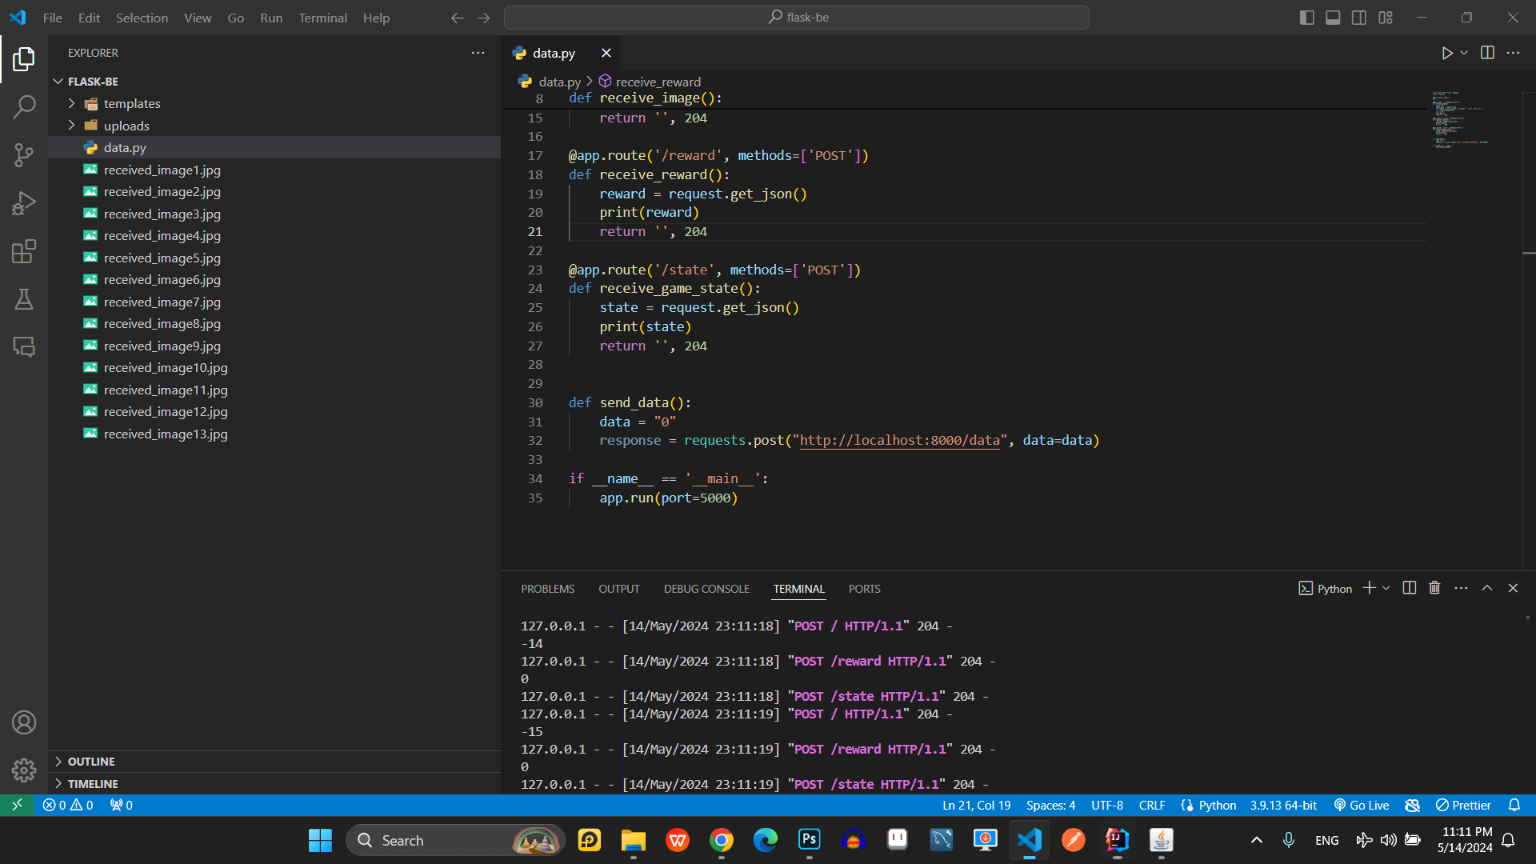 File Edit Selection View Go Run Terminal Help
flask-be
EXPLORER
FLASK-BE
templates
uploads
data.py
received_image1.jpg
received_image2.jpg
received_image3.jpg
received_image4.jpg
received_image5.jpg
received_image6.jpg
received_image7.jpg
received_image8.jpg
received_image9.jpg
received_image10.jpg
received_image11.jpg
received_image12.jpg
received_image13.jpg
OUTLINE
TIMELINE
data.py
data.py > receive_reward
8 def receive_image():
15 return '', 204
16
17 @app.route('/reward', methods=['POST'])
18 def receive_reward():
19 reward = request.get_json()
20 print(reward)
21 return '', 204
22
23 @app.route('/state', methods=['POST'])
24 def receive_game_state():
25 state = request.get_json()
26 print(state)
27 return '', 204
28
29
30 def send_data():
31 data = "0"
32 response = requests.post("http://localhost:8000/data", data=data)
33
34 if __name__ == '__main__':
35 app.run(port=5000)
PROBLEMS OUTPUT DEBUG CONSOLE TERMINAL PORTS
Python
127.0.0.1 - - [14/May/2024 23:11:18] "POST / HTTP/1.1" 204 -
-14
127.0.0.1 - - [14/May/2024 23:11:18] "POST /reward HTTP/1.1" 204 -
0
127.0.0.1 - - [14/May/2024 23:11:18] "POST /state HTTP/1.1" 204 -
127.0.0.1 - - [14/May/2024 23:11:19] "POST / HTTP/1.1" 204 -
-15
127.0.0.1 - - [14/May/2024 23:11:19] "POST /reward HTTP/1.1" 204 -
0
127.0.0.1 - - [14/May/2024 23:11:19] "POST /state HTTP/1.1" 204 -
0 0 0 Ln 21, Col 19 Spaces: 4 UTF-8 CRLF Python 3.9.13 64-bit Go Live Prettier
Search
Ps
ENG
11:11 PM
5/14/2024